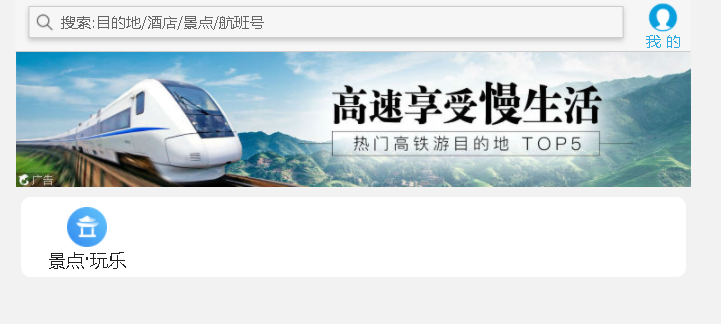 搜索:目的地/酒店/景点/航班号
我的
高速享受慢生活
热门高铁游目的地 TOP5
广告
景点·玩乐